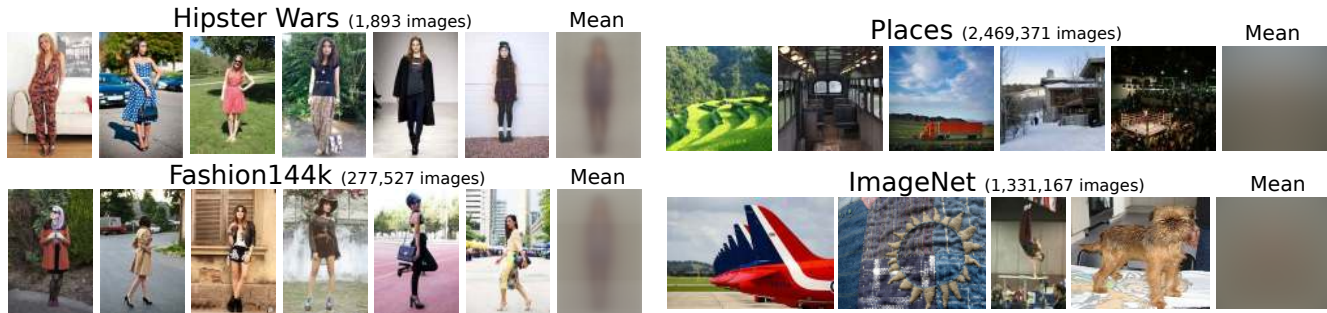 Hipster Wars (1,893 images) Mean
Fashion144k (277,527 images) Mean
Places (2,469,371 images) Mean
ImageNet (1,331,167 images) Mean